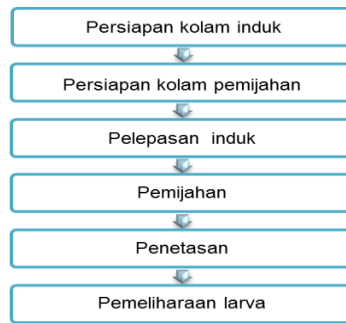 Persiapan kolam induk
Persiapan kolam pemijahan
Pelepasan induk
Pemijahan
Penetasan
Pemeliharaan larva